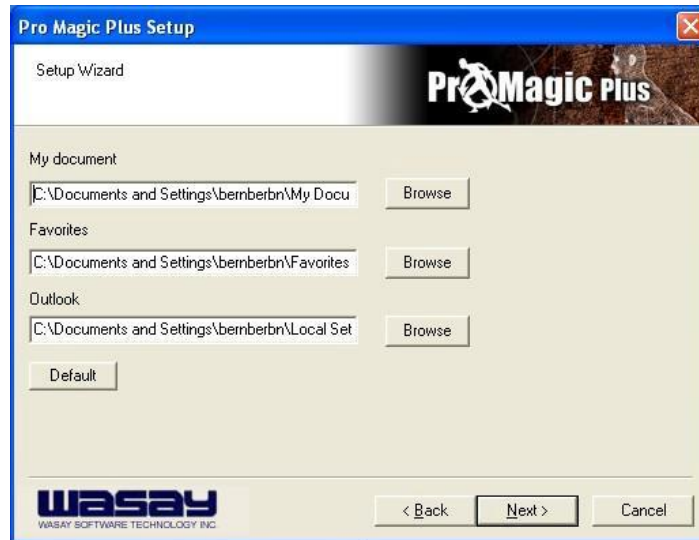 Pro Magic Plus Setup
Setup Wizard
Pro Magic Plus
My document
C:\Documents and Settings\bernberbn\My Docu
Browse
Favorites
C:\Documents and Settings\bernberbn\Favorites
Browse
Outlook
C:\Documents and Settings\bernberbn\Local Set
Browse
Default
wasay
WASAY SOFTWARE TECHNOLOGY INC.
< Back Next > Cancel